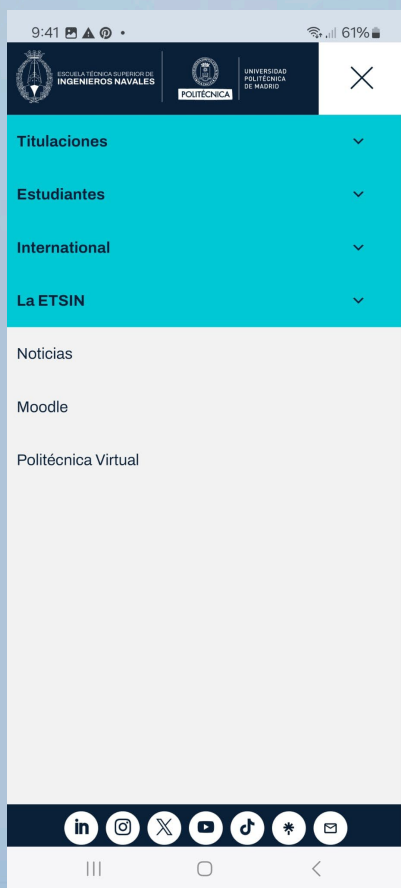 9:41
61%
ESCUELA TÉCNICA SUPERIOR DE
INGENIEROS NAVALES
POLITÉCNICA
UNIVERSIDAD
POLITÉCNICA
DE MADRID
Titulaciones
Estudiantes
International
La ETSIN
Noticias
Moodle
Politécnica Virtual
in